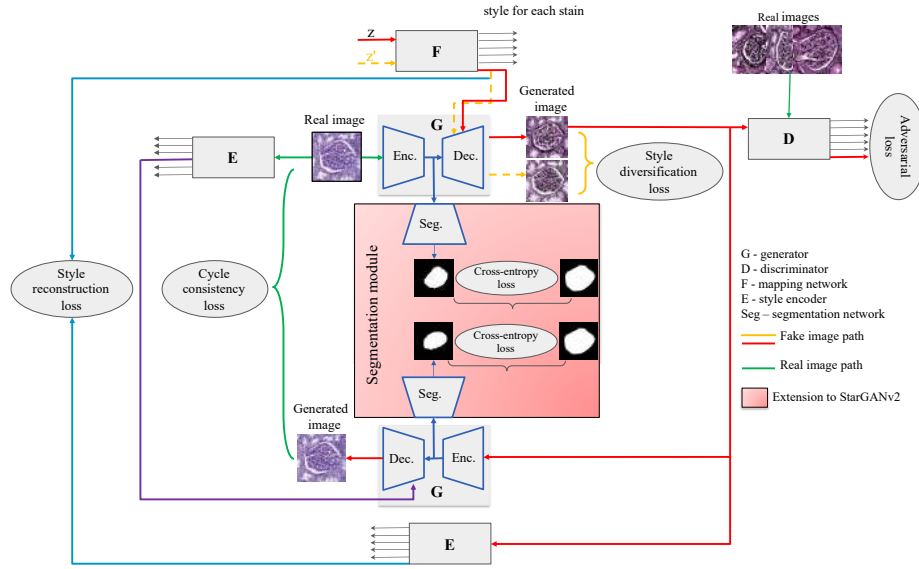 style for each stain
z
z'
F
Real images
Generated
image
Real image
G
E
Enc.
Dec.
D
Adversarial
loss
Style
diversification
loss
Seg.
Segmentation module
Cross-entropy
loss
Style
reconstruction
loss
Cycle
consistency
loss
Cross-entropy
loss
G - generator
D - discriminator
F - mapping network
E - style encoder
Seg – segmentation network
Fake image path
Real image path
Extension to StarGANv2
Seg.
Generated
image
Dec.
Enc.
G
E